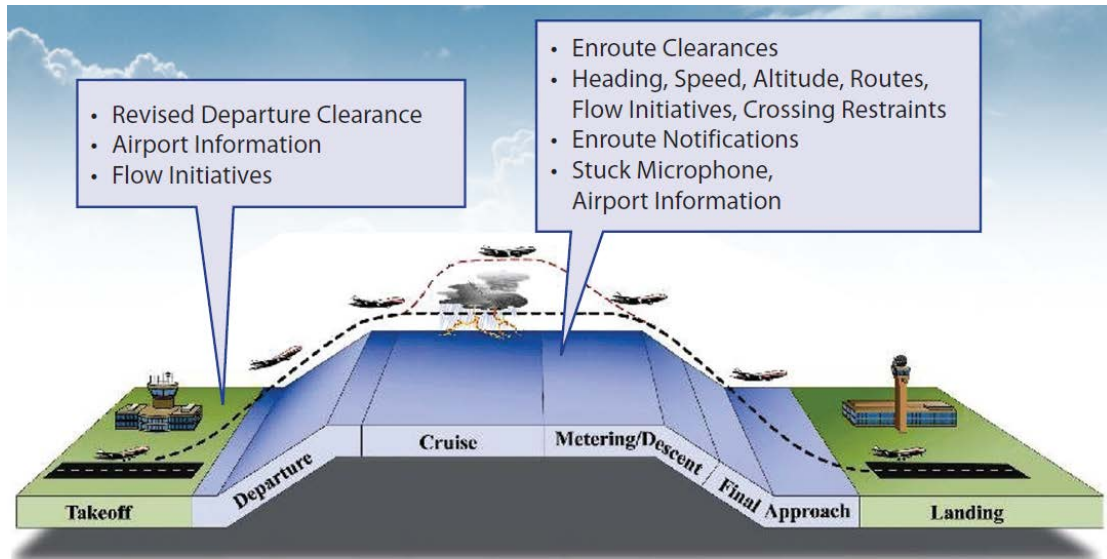 • Revised Departure Clearance
• Airport Information
• Flow Initiatives
• Enroute Clearances
• Heading, Speed, Altitude, Routes,
Flow Initiatives, Crossing Restraints
• Enroute Notifications
• Stuck Microphone,
Airport Information
Takeoff
Departure
Cruise
Metering/Descent
Final Approach
Landing